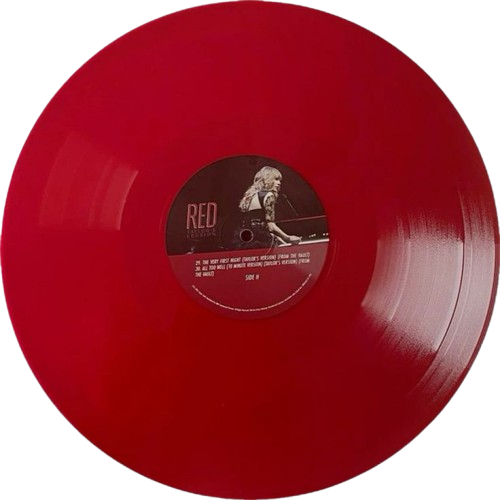 RED
29. THE VERY FIRST NIGHT (TAYLOR'S VERSION) (FROM THE VAULT)
30. ALL TOO WELL (10 MINUTE VERSION) (TAYLOR'S VERSION) (FROM
THE VAULT)
SIDE H